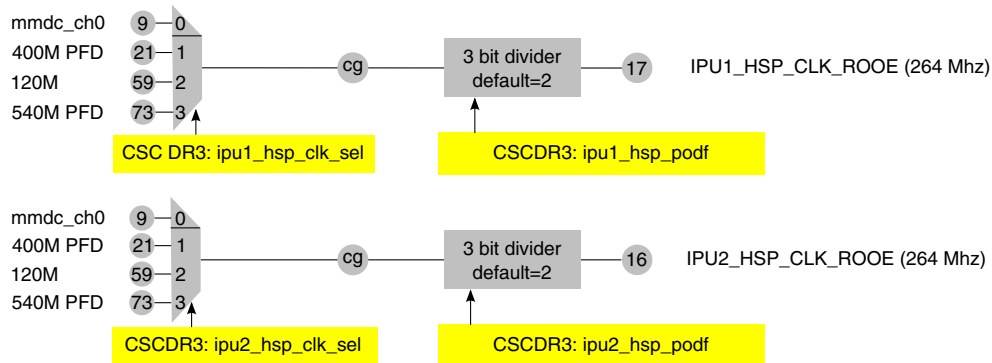 mmdc_ch0 9 0
400M PFD 21 1
120M 59 2
540M PFD 73 3
cg
3 bit divider
default=2
17
IPU1_HSP_CLK_ROOE (264 Mhz)
CSC DR3: ipu1_hsp_clk_sel
CSCDR3: ipu1_hsp_podf
mmdc_ch0 9 0
400M PFD 21 1
120M 59 2
540M PFD 73 3
cg
3 bit divider
default=2
16
IPU2_HSP_CLK_ROOE (264 Mhz)
CSCDR3: ipu2_hsp_clk_sel
CSCDR3: ipu2_hsp_podf